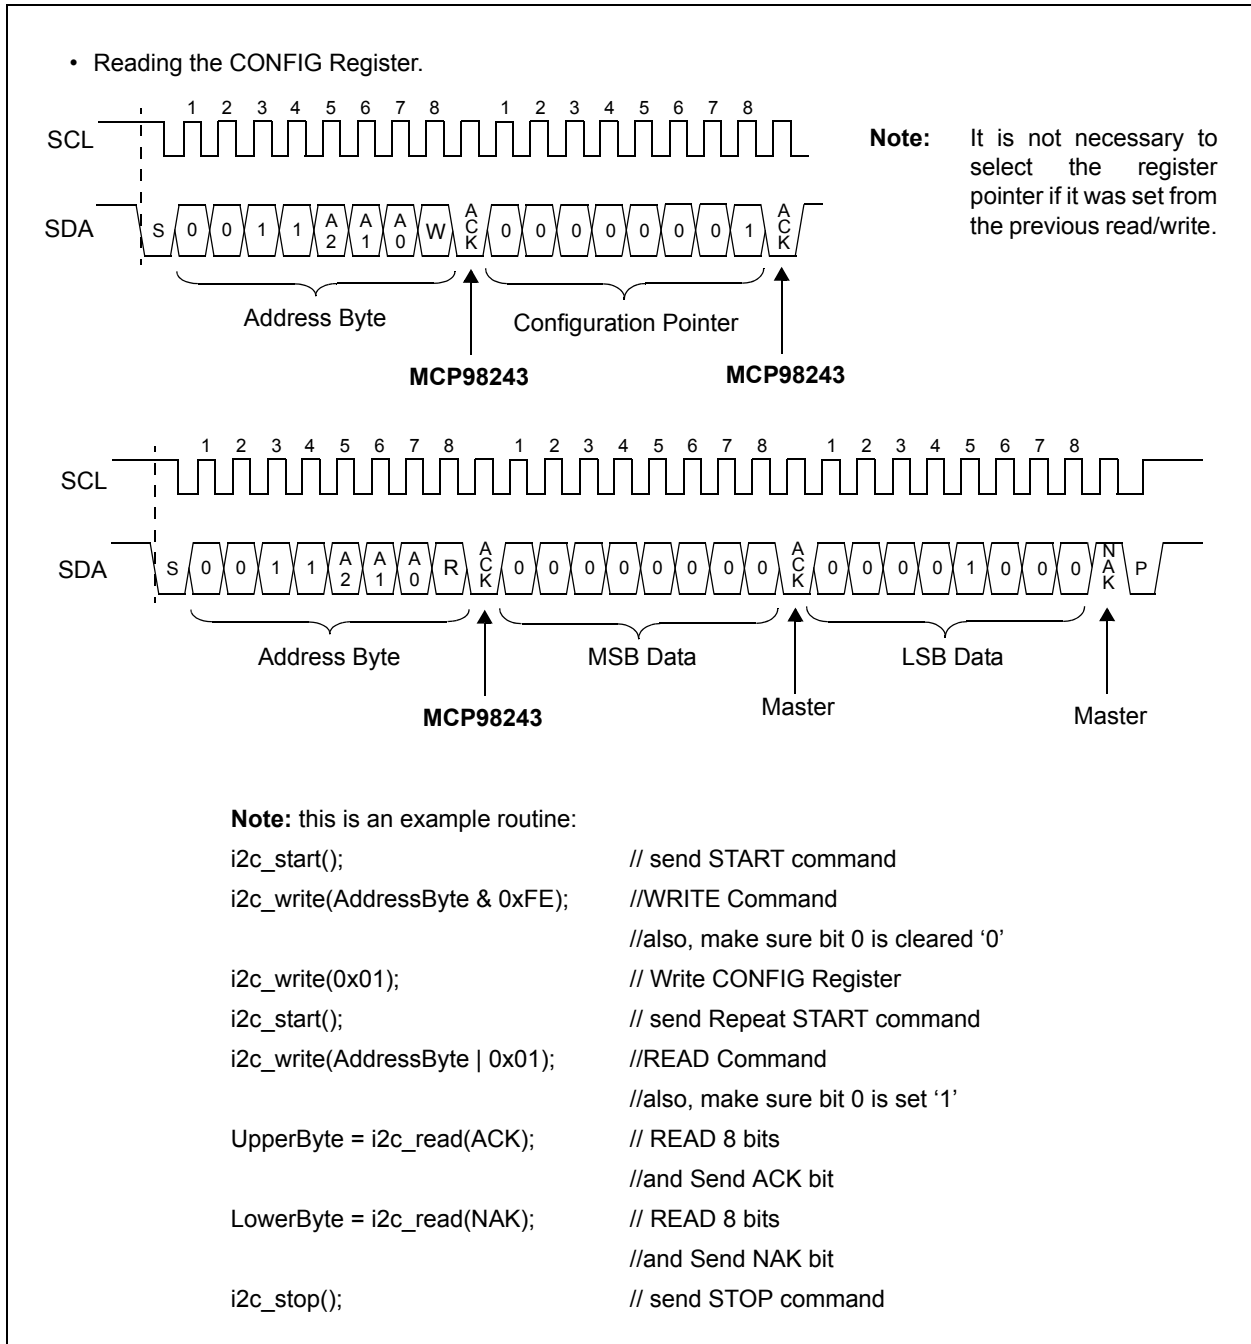 • Reading the CONFIG Register.
1 2 3 4 5 6 7 8 1 2 3 4 5 6 7 8
SCL
SDA
S 0 0 1 1 A2 A1 A0 W ACK 0 0 0 0 0 0 0 1 ACK
Address Byte
Configuration Pointer
MCP98243
MCP98243
Note: It is not necessary to
select the register
pointer if it was set from
the previous read/write.
1 2 3 4 5 6 7 8 1 2 3 4 5 6 7 8 1 2 3 4 5 6 7 8
SCL
SDA
S 0 0 1 1 A2 A1 A0 R ACK 0 0 0 0 0 0 0 0 ACK 0 0 0 0 1 0 0 0 NAK P
Address Byte
MSB Data
LSB Data
MCP98243
Master
Master
Note: this is an example routine:
i2c_start(); // send START command
i2c_write(AddressByte & 0xFE); //WRITE Command
//also, make sure bit 0 is cleared ‘0’
i2c_write(0x01); // Write CONFIG Register
i2c_start(); // send Repeat START command
i2c_write(AddressByte | 0x01); //READ Command
//also, make sure bit 0 is set ‘1’
UpperByte = i2c_read(ACK); // READ 8 bits
//and Send ACK bit
LowerByte = i2c_read(NAK); // READ 8 bits
//and Send NAK bit
i2c_stop(); // send STOP command